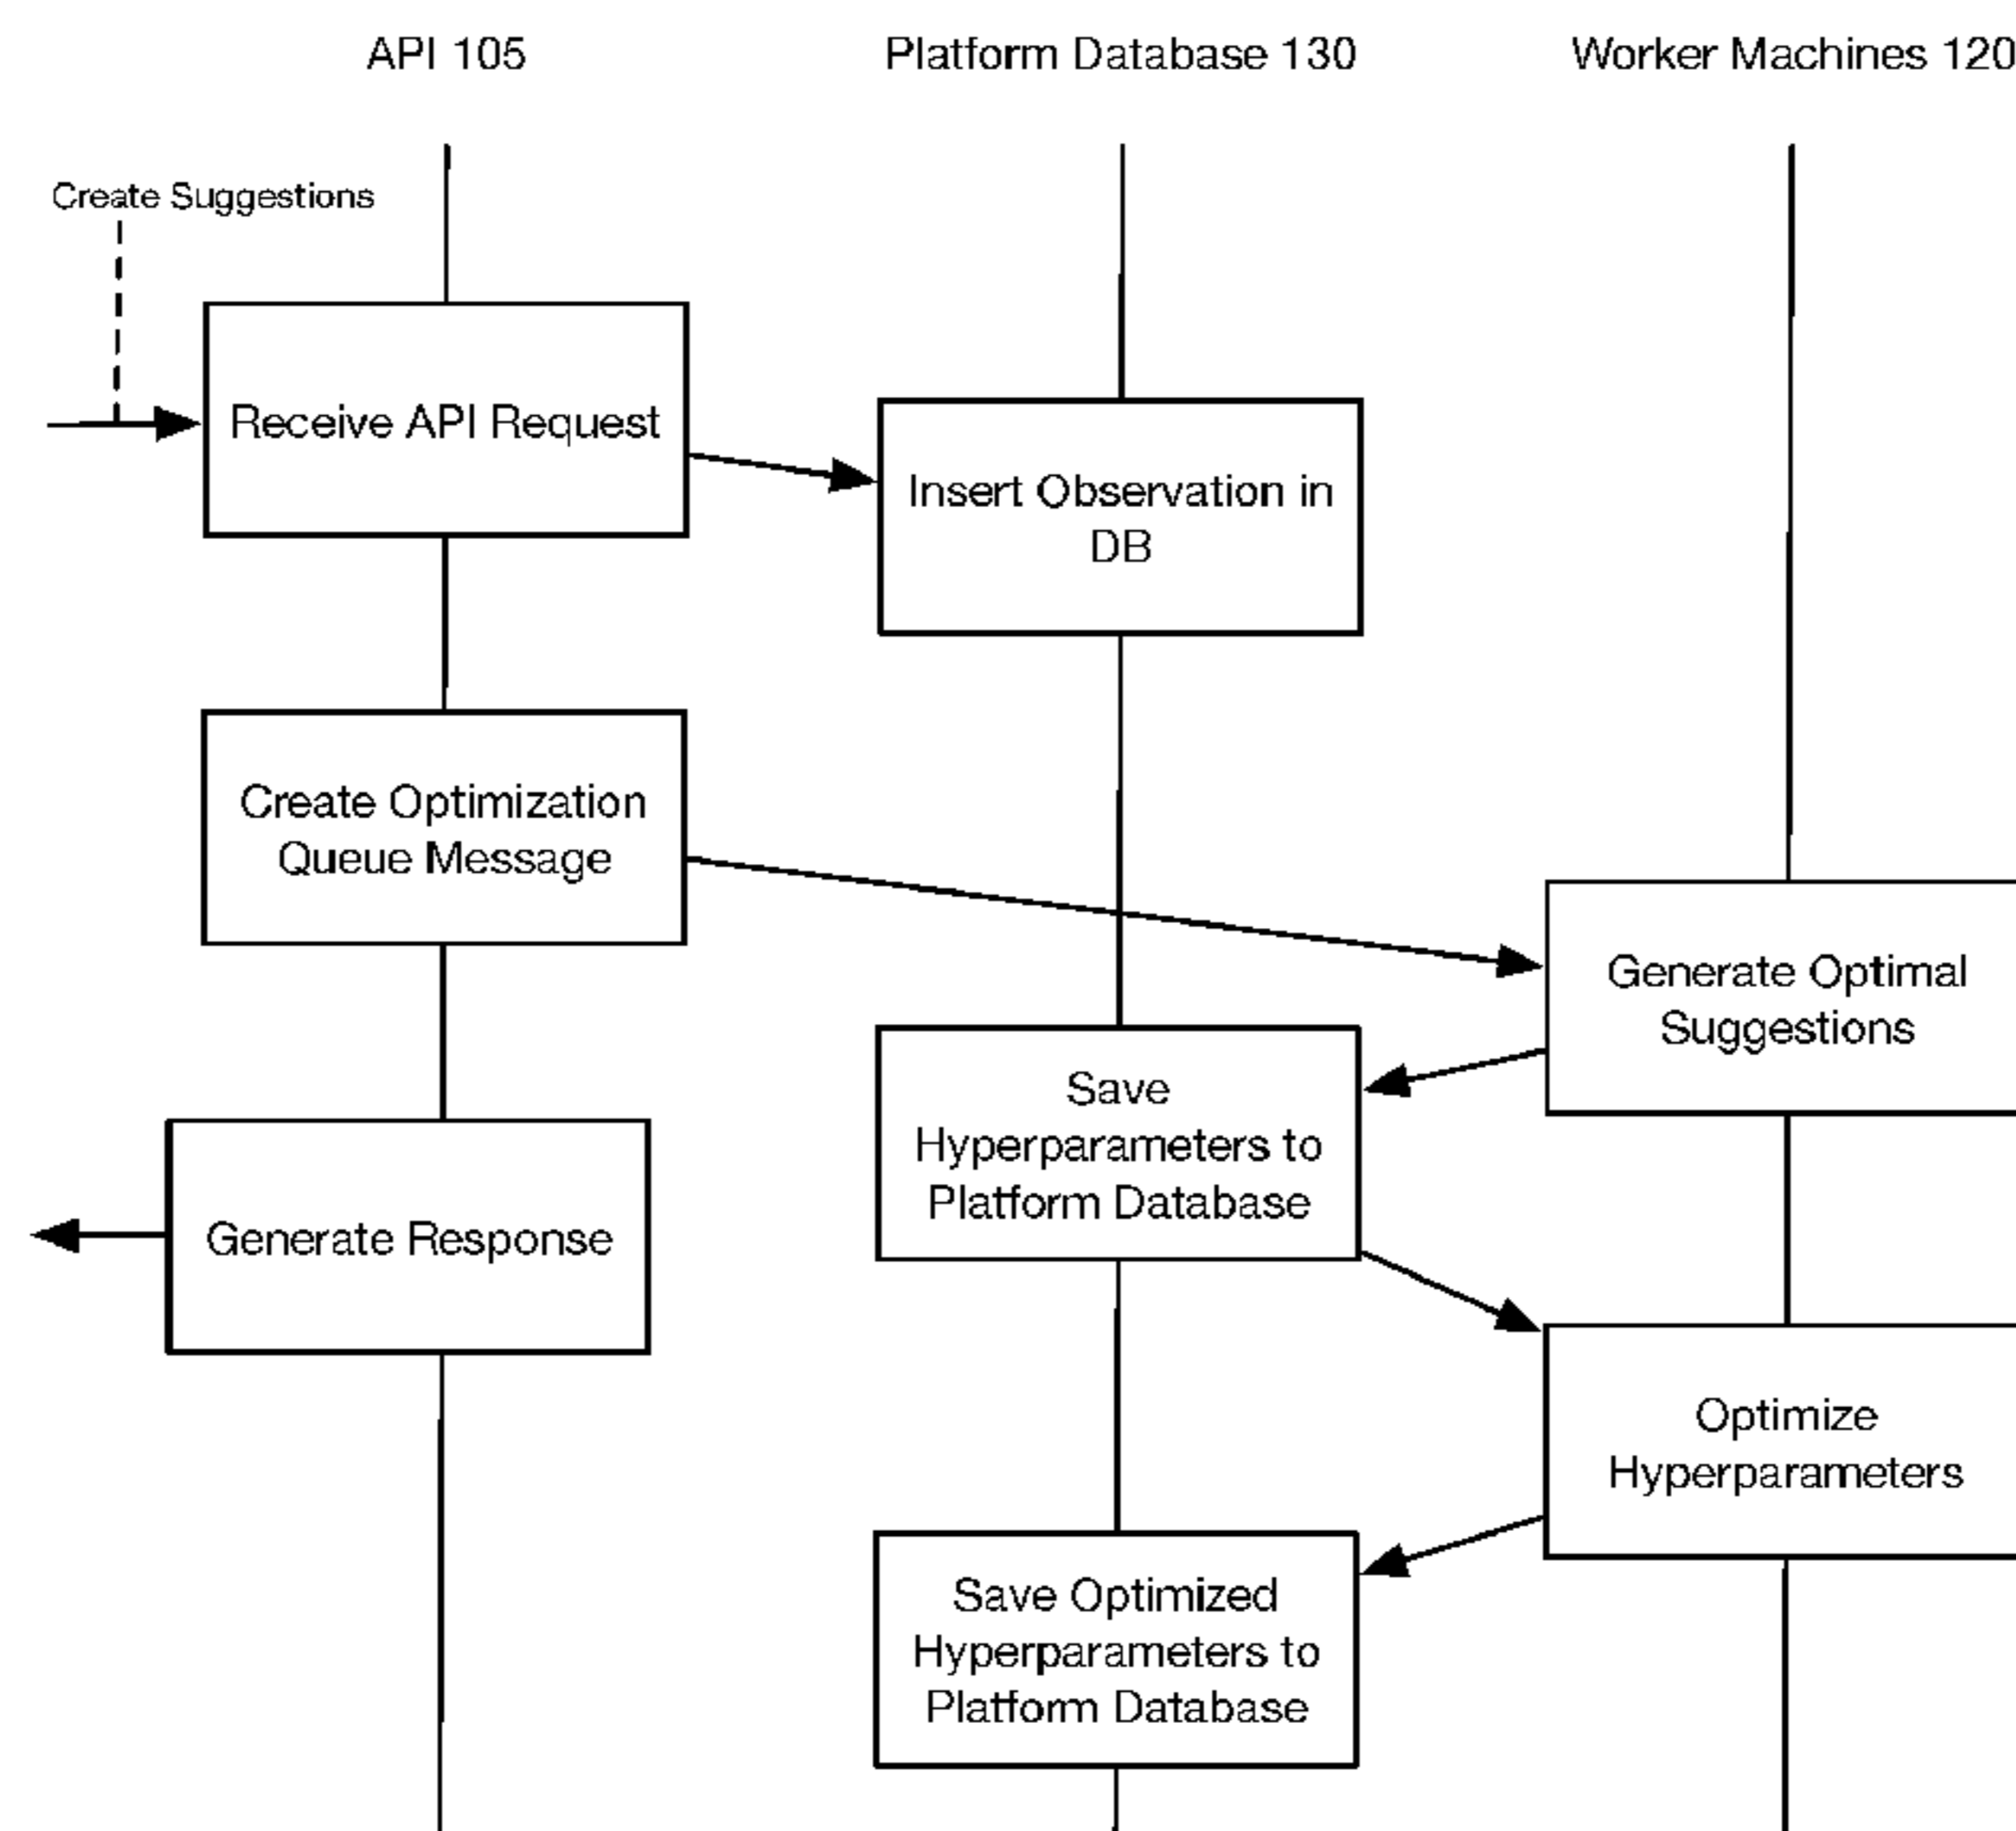 API 105
Platform Database 130
Worker Machines 120
Create Suggestions
Receive API Request
Insert Observation in
DB
Create Optimization
Queue Message
Generate Optimal
Suggestions
Save
Hyperparameters to
Platform Database
Generate Response
Optimize
Hyperparameters
Save Optimized
Hyperparameters to
Platform Database